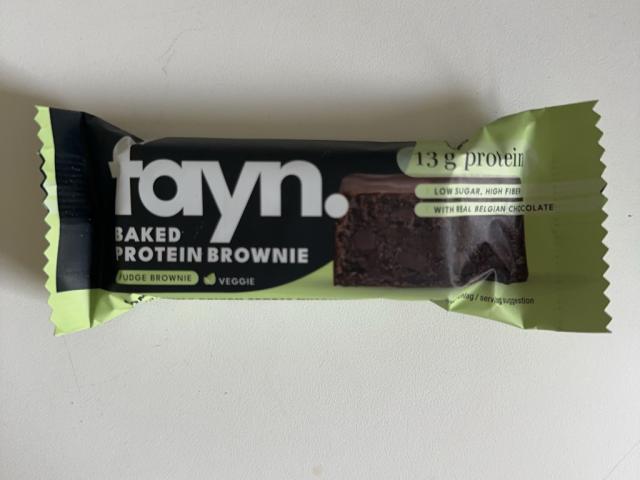 fayn.
BAKED
PROTEIN BROWNIE
FUDGE BROWNIE
VEGGIE
13 g protein
LOW SUGAR, HIGH FIBER
WITH REAL BELGIAN CHOCOLATE
/ serving suggestion